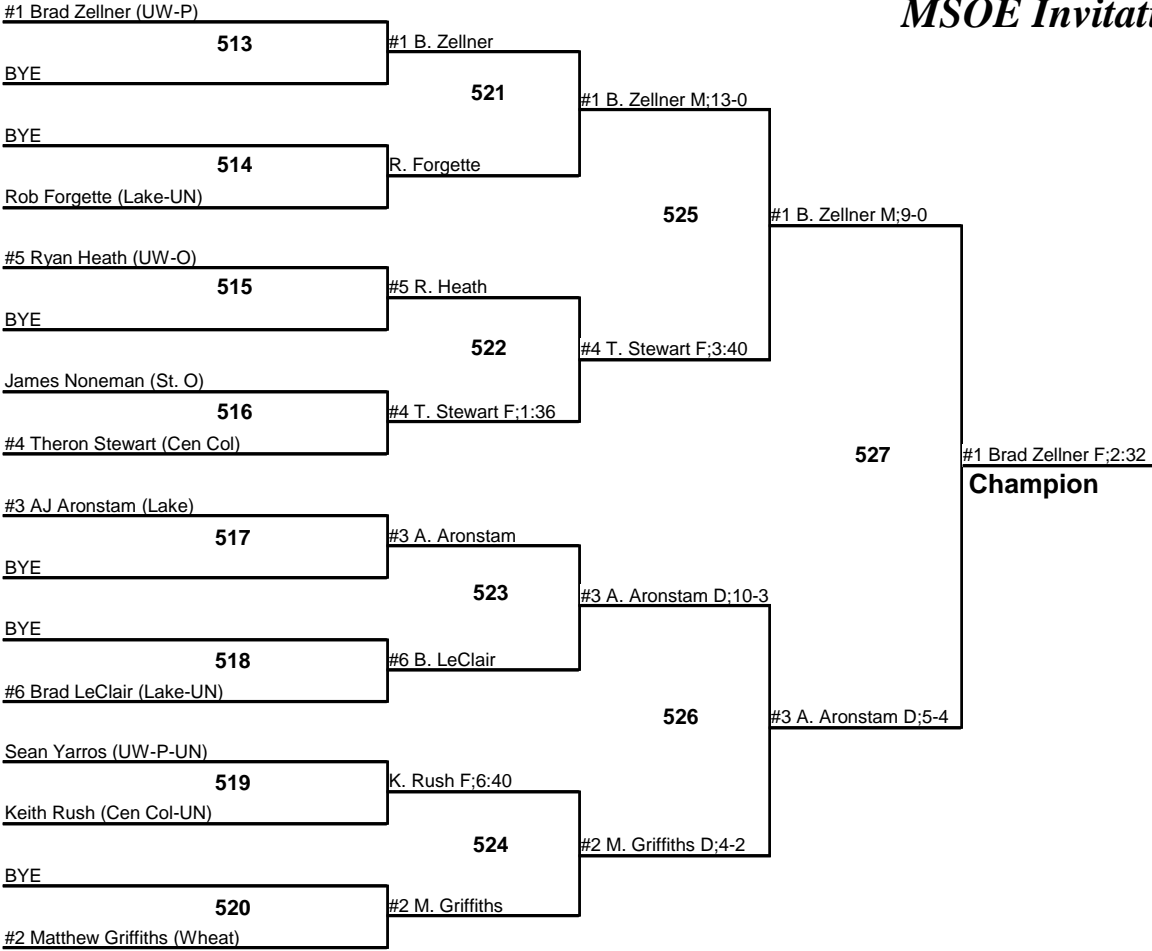 MSOE Invitati
#1 Brad Zellner (UW-P)
513
BYE
#1 B. Zellner
521
BYE
514
Rob Forgette (Lake-UN)
R. Forgette
#1 B. Zellner M;13-0
525
#5 Ryan Heath (UW-O)
515
BYE
#5 R. Heath
522
James Noneman (St. O)
516
#4 Theron Stewart (Cen Col)
#4 T. Stewart F;1:36
#4 T. Stewart F;3:40
#1 B. Zellner M;9-0
527
#1 Brad Zellner F;2:32
Champion
#3 AJ Aronstam (Lake)
517
BYE
#3 A. Aronstam
523
BYE
518
#6 Brad LeClair (Lake-UN)
#6 B. LeClair
#3 A. Aronstam D;10-3
526
#3 A. Aronstam D;5-4
Sean Yarros (UW-P-UN)
519
Keith Rush (Cen Col-UN)
K. Rush F;6:40
524
#2 M. Griffiths D;4-2
BYE
520
#2 Matthew Griffiths (Wheat)
#2 M. Griffiths